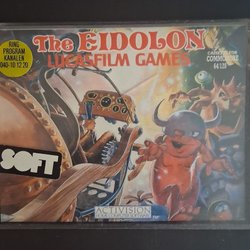 RING
PROGRAM
KANALEN
040-10 12 20
The EIDOLON
LUCASFILM GAMES
CASSETTE FOR
COMMODORE
64/128
SOFT
ACTIVISION